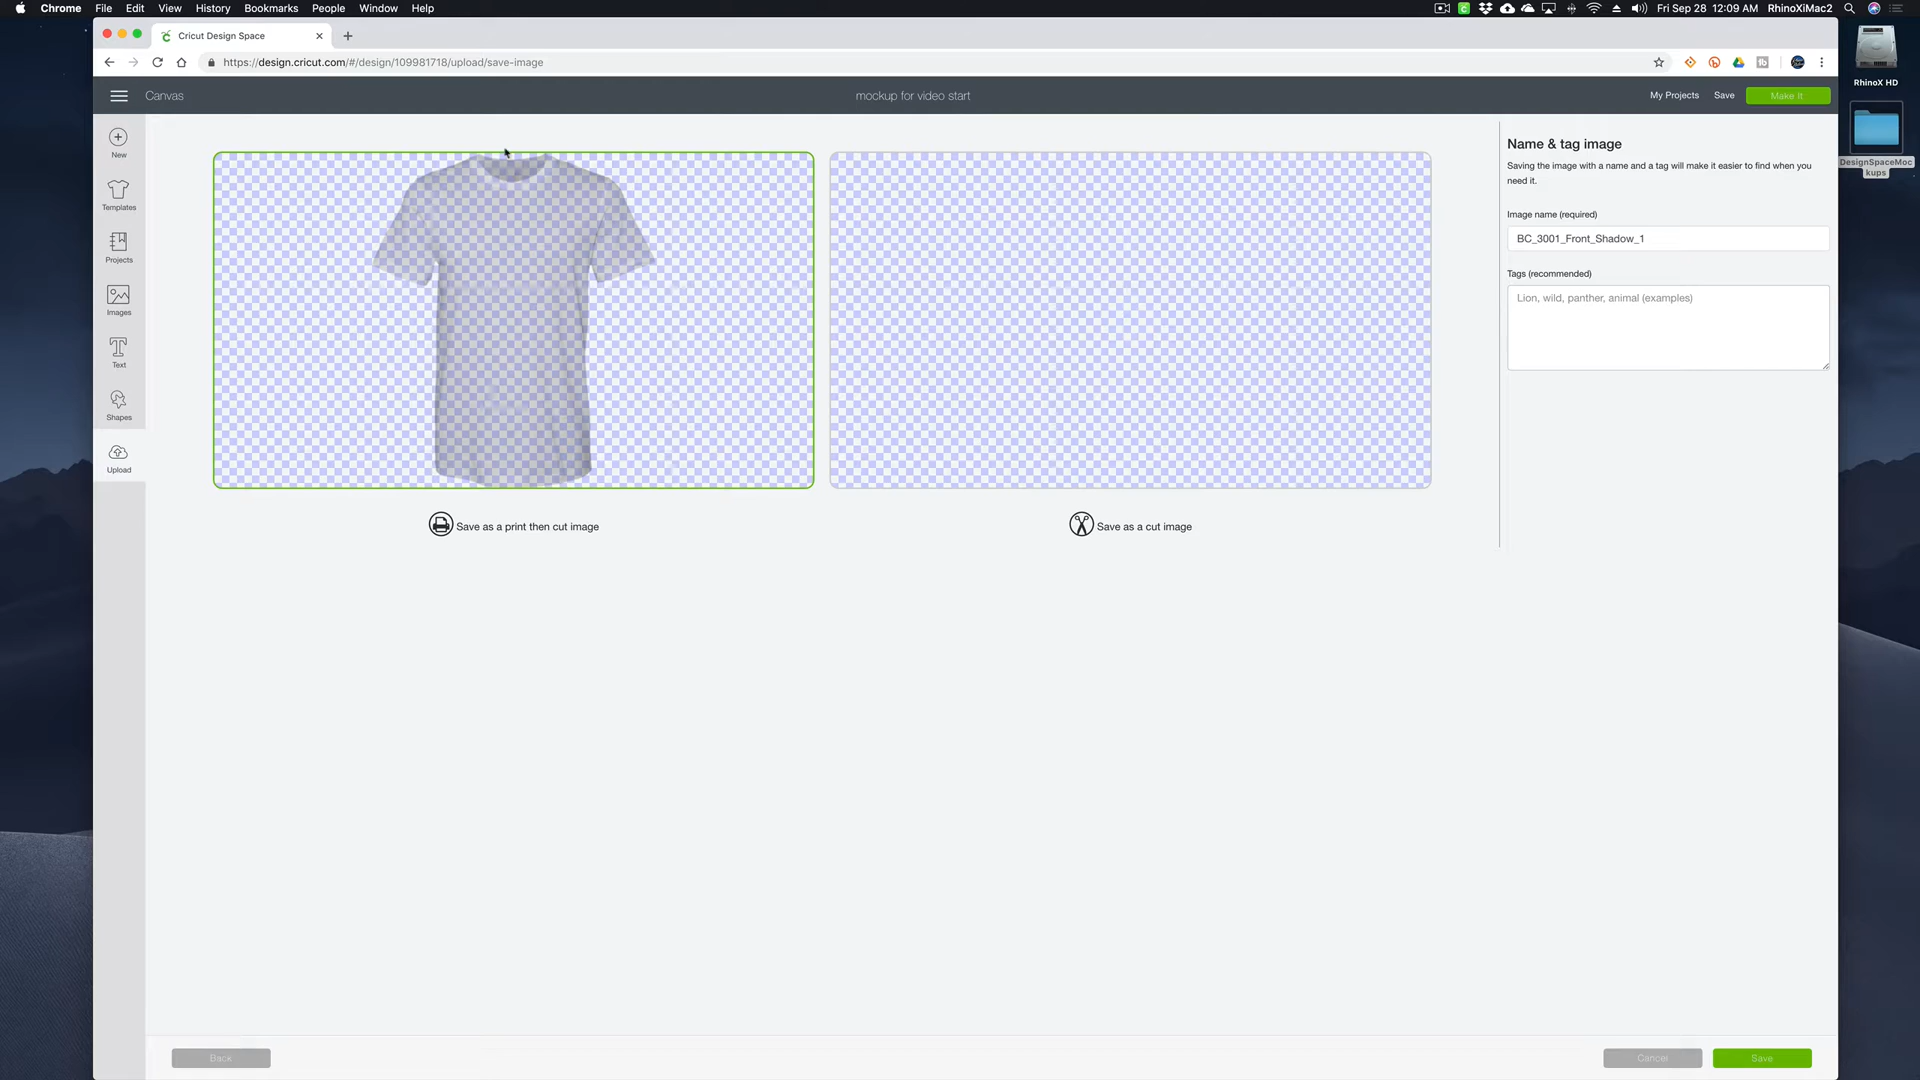 Chrome File Edit View History Bookmarks People Window Help
Fri Sep 28 12:09 AM RhinoXiMac2
Cricut Design Space
https://design.cricut.com/#/design/109981718/upload/save-image
RhinoX HD
DesignSpaceMoc
kups
Canvas
mockup for video start
My Projects
Save
Make It
New
Templates
Projects
Images
Text
Shapes
Upload
Save as a print then cut image
Save as a cut image
Name & tag image
Saving the image with a name and a tag will make it easier to find when you
need it.
Image name (required)
BC_3001_Front_Shadow_1
Tags (recommended)
Lion, wild, panther, animal (examples)
Back
Cancel
Save